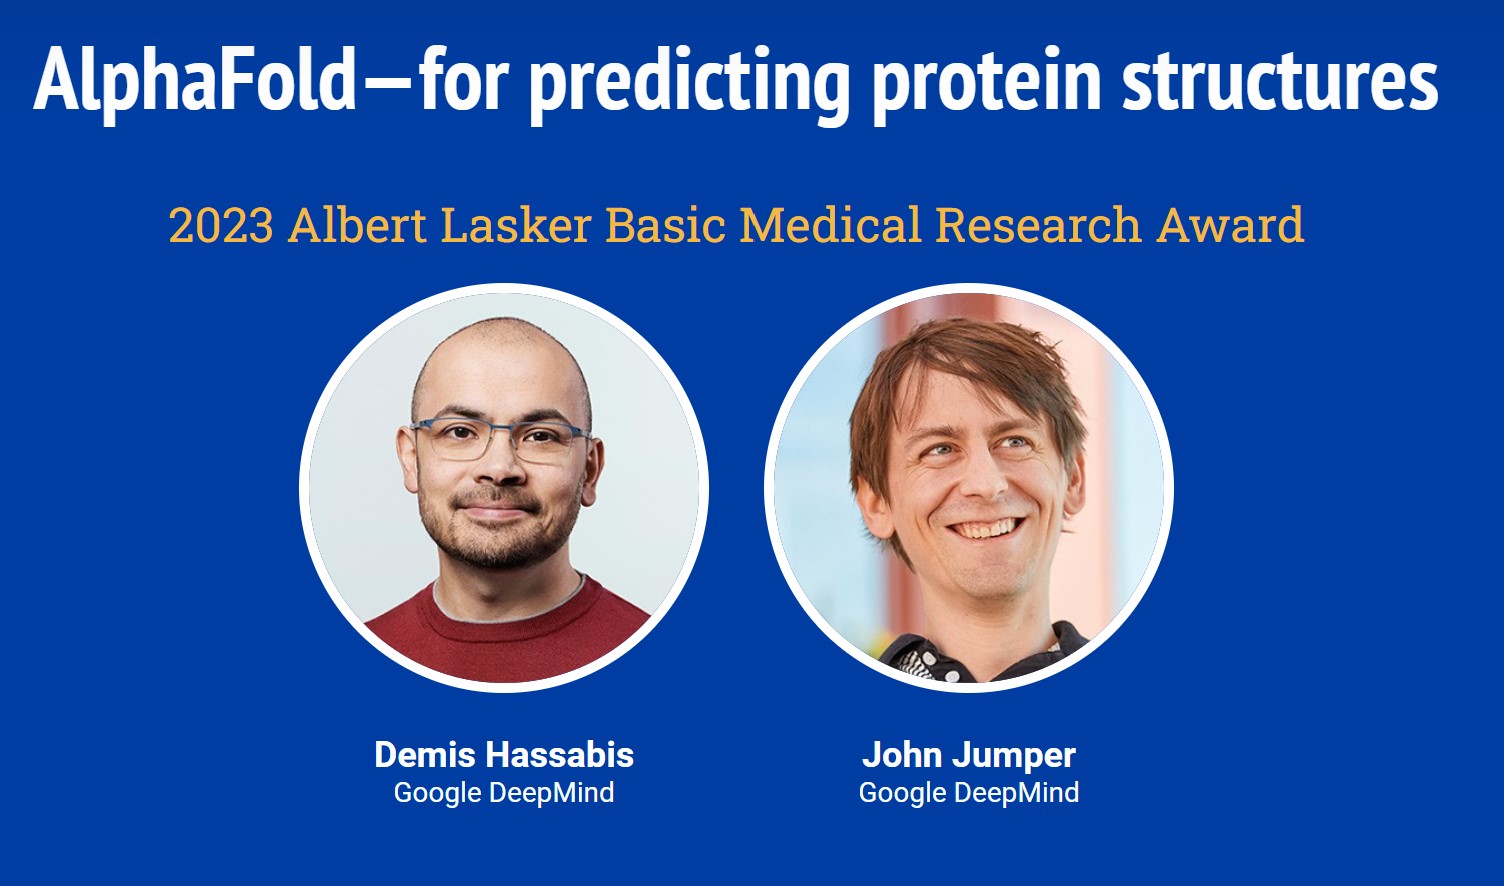 AlphaFold—for predicting protein structures
2023 Albert Lasker Basic Medical Research Award
Demis Hassabis
Google DeepMind
John Jumper
Google DeepMind